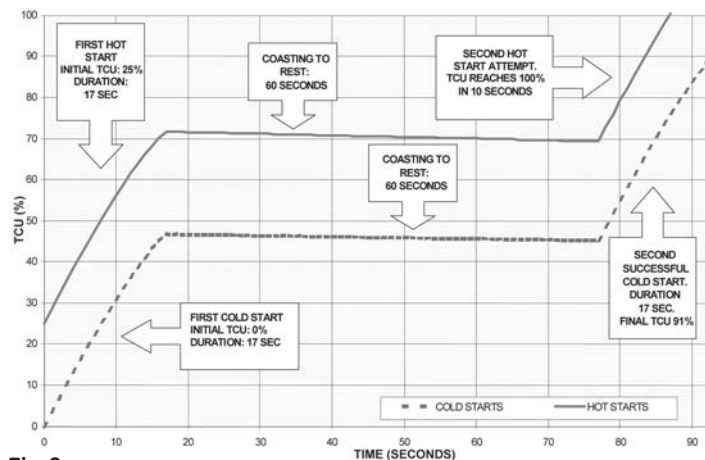 100
90
80
70
60
50
40
30
20
10
0
TCU (%)
FIRST HOT
START
INITIAL TCU: 25%
DURATION:
17 SEC
COASTING TO
REST:
60 SECONDS
SECOND HOT
START ATTEMPT.
TCU REACHES 100%
IN 10 SECONDS
COASTING TO
REST:
60 SECONDS
FIRST COLD START
INITIAL TCU: 0%
DURATION: 17 SEC
SECOND
SUCCESSFUL
COLD START.
DURATION
17 SEC.
FINAL TCU 91%
COLD STARTS
HOT STARTS
0 10 20 30 40 50 60 70 80 90
TIME (SECONDS)